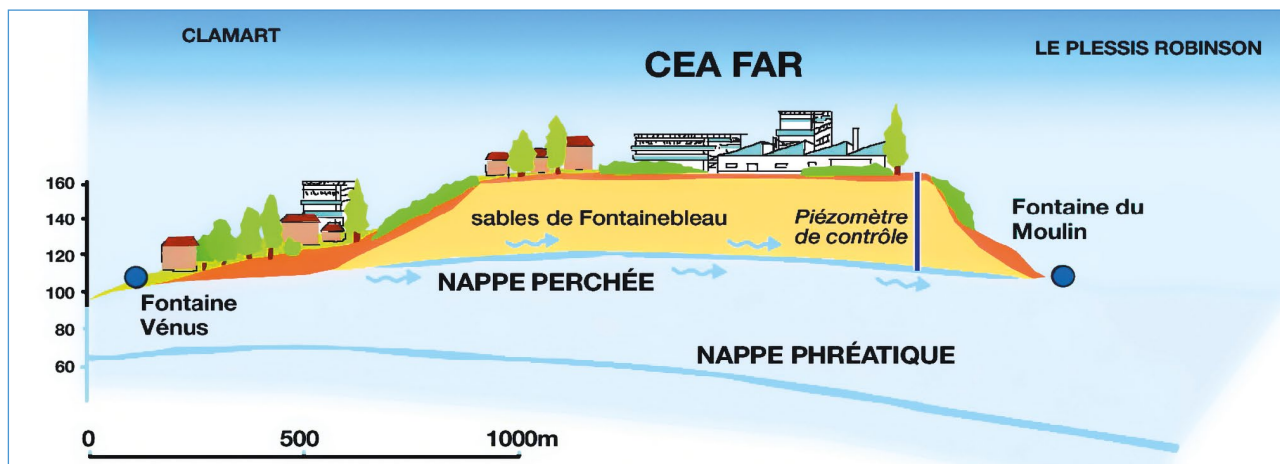 CLAMART
CEA FAR
LE PLESSIS ROBINSON
160
140
120
100
80
60
sables de Fontainebleau
Piézomètre
de contrôle
Fontaine du
Moulin
NAPPE PERCHÉE
Fontaine
Vénus
NAPPE PHRÉATIQUE
0
500
1000m